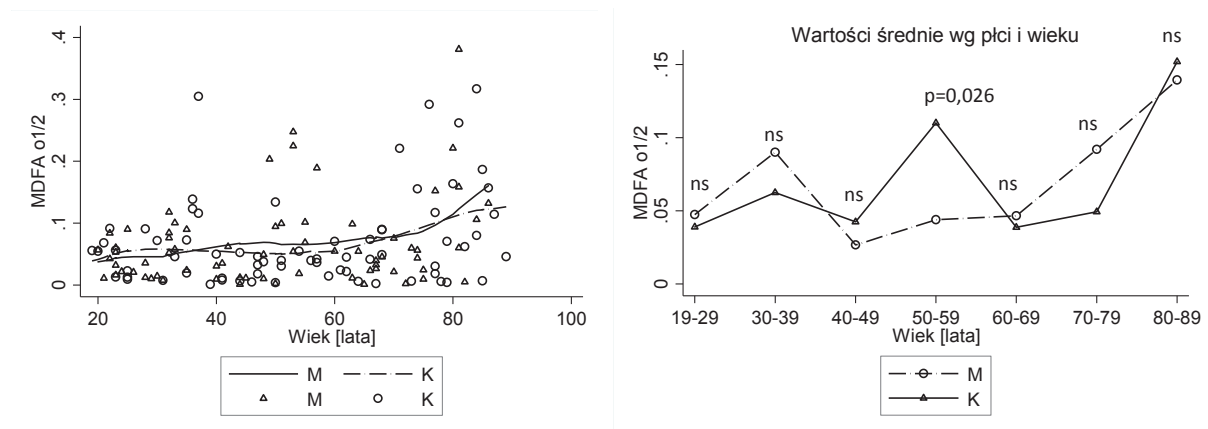 MDFA o1/2
.4
.3
.2
.1
0
20 40 60 80 100
Wiek [lata]
M K
M K
Wartości średnie wg płci i wieku
MDFA o1/2
.15
.1
.05
0
ns ns ns p=0,026 ns ns ns
19-29 30-39 40-49 50-59 60-69 70-79 80-89
Wiek [lata]
M
K